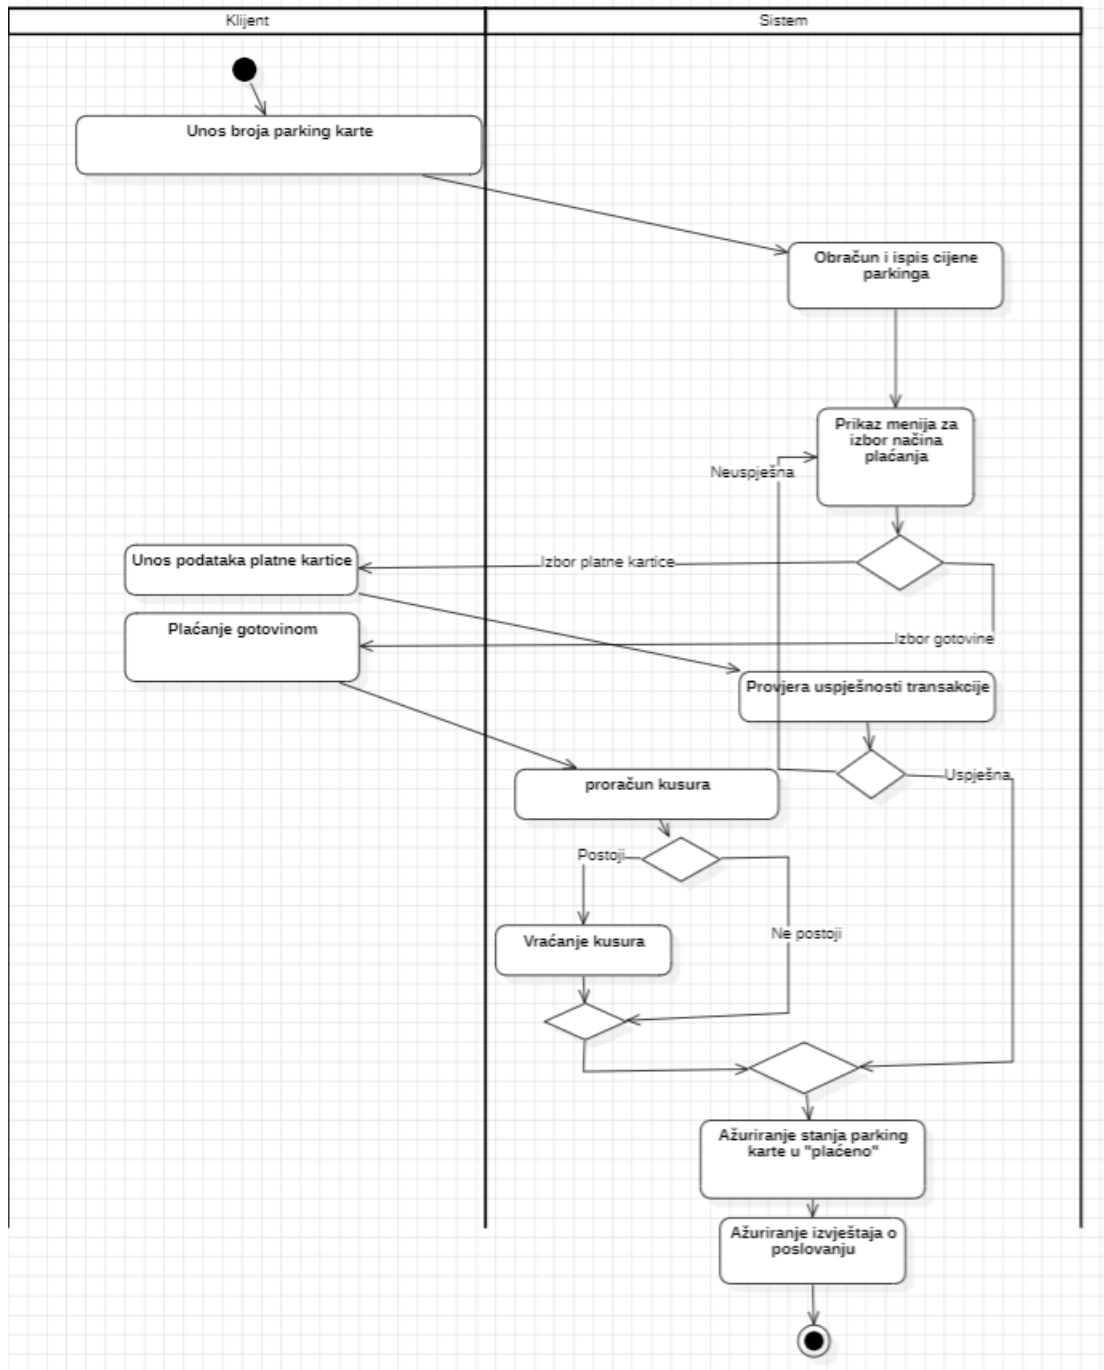 Klijent
Sistem
Unos broja parking karte
Obračun i ispis cijene
parkinga
Prikaz menija za
izbor načina
plaćanja
Neuspješna
Unos podataka platne kartice
Izbor platne kartice
Plaćanje gotovinom
Izbor gotovine
Provjera uspješnosti transakcije
proračun kusura
Uspješna
Postoji
Ne postoji
Vraćanje kusura
Ažuriranje stanja parking
karte u "plaćeno"
Ažuriranje izvještaja o
poslovanju